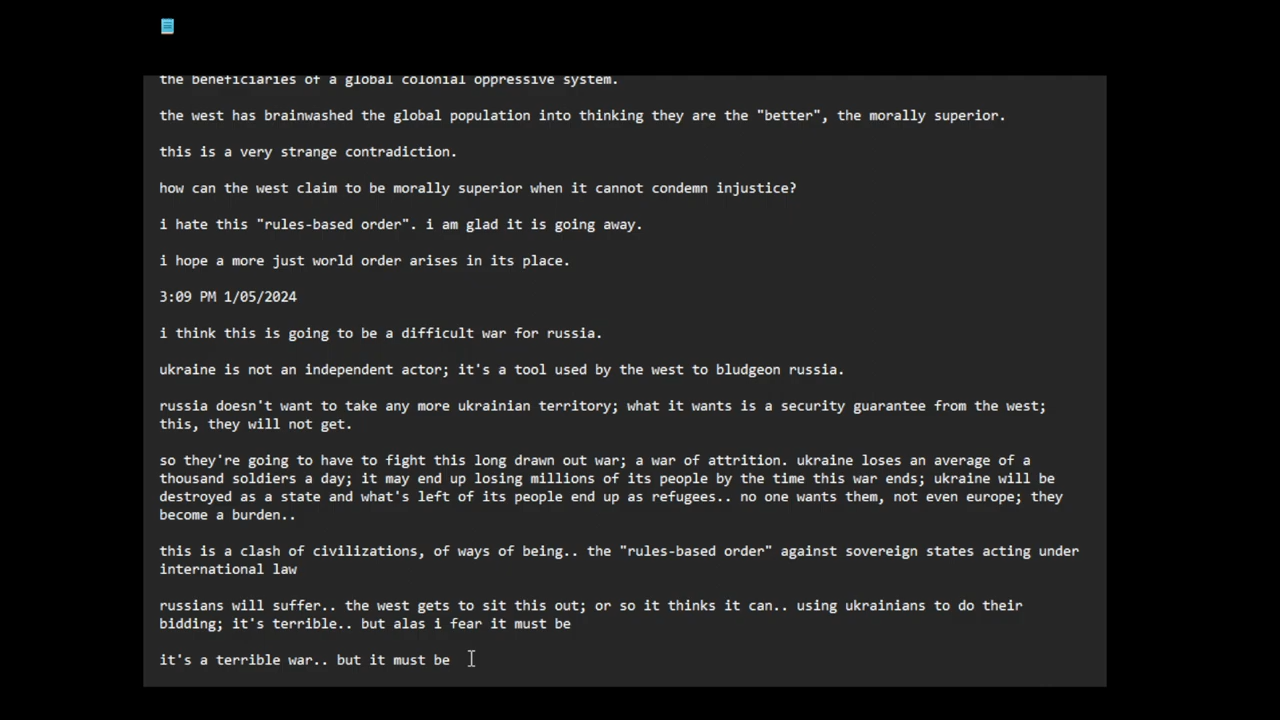 the beneficiaries of a global colonial oppressive system.
the west has brainwashed the global population into thinking they are the "better", the morally superior.
this is a very strange contradiction.
how can the west claim to be morally superior when it cannot condemn injustice?
i hate this "rules-based order". i am glad it is going away.
i hope a more just world order arises in its place.
3:09 PM 1/05/2024
i think this is going to be a difficult war for russia.
ukraine is not an independent actor; it's a tool used by the west to bludgeon russia.
russia doesn't want to take any more ukrainian territory; what it wants is a security guarantee from the west;
this, they will not get.
so they're going to have to fight this long drawn out war; a war of attrition. ukraine loses an average of a
thousand soldiers a day; it may end up losing millions of its people by the time this war ends; ukraine will be
destroyed as a state and what's left of its people end up as refugees.. no one wants them, not even europe; they
become a burden..
this is a clash of civilizations, of ways of being.. the "rules-based order" against sovereign states acting under
international law
russians will suffer.. the west gets to sit this out; or so it thinks it can.. using ukrainians to do their
bidding; it's terrible.. but alas i fear it must be
it's a terrible war.. but it must be